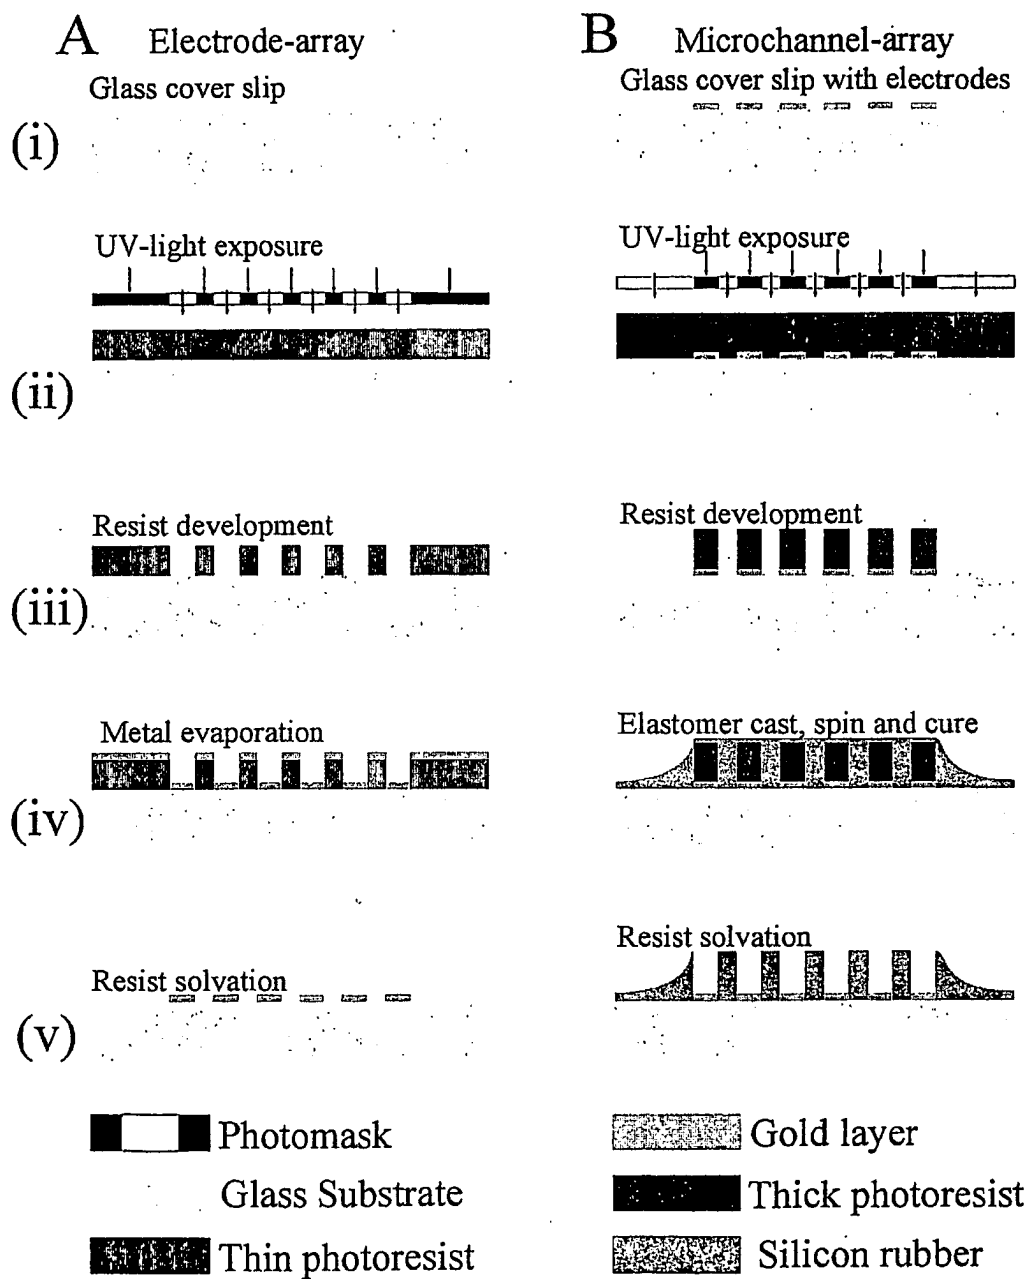 A Electrode-array
Glass cover slip
(i)
UV-light exposure
(ii)
Resist development
(iii)
Metal evaporation
(iv)
Resist solvation
(v)
B Microchannel-array
Glass cover slip with electrodes
UV-light exposure
Resist development
Elastomer cast, spin and cure
Resist solvation
Photomask
Glass Substrate
Thin photoresist
Gold layer
Thick photoresist
Silicon rubber